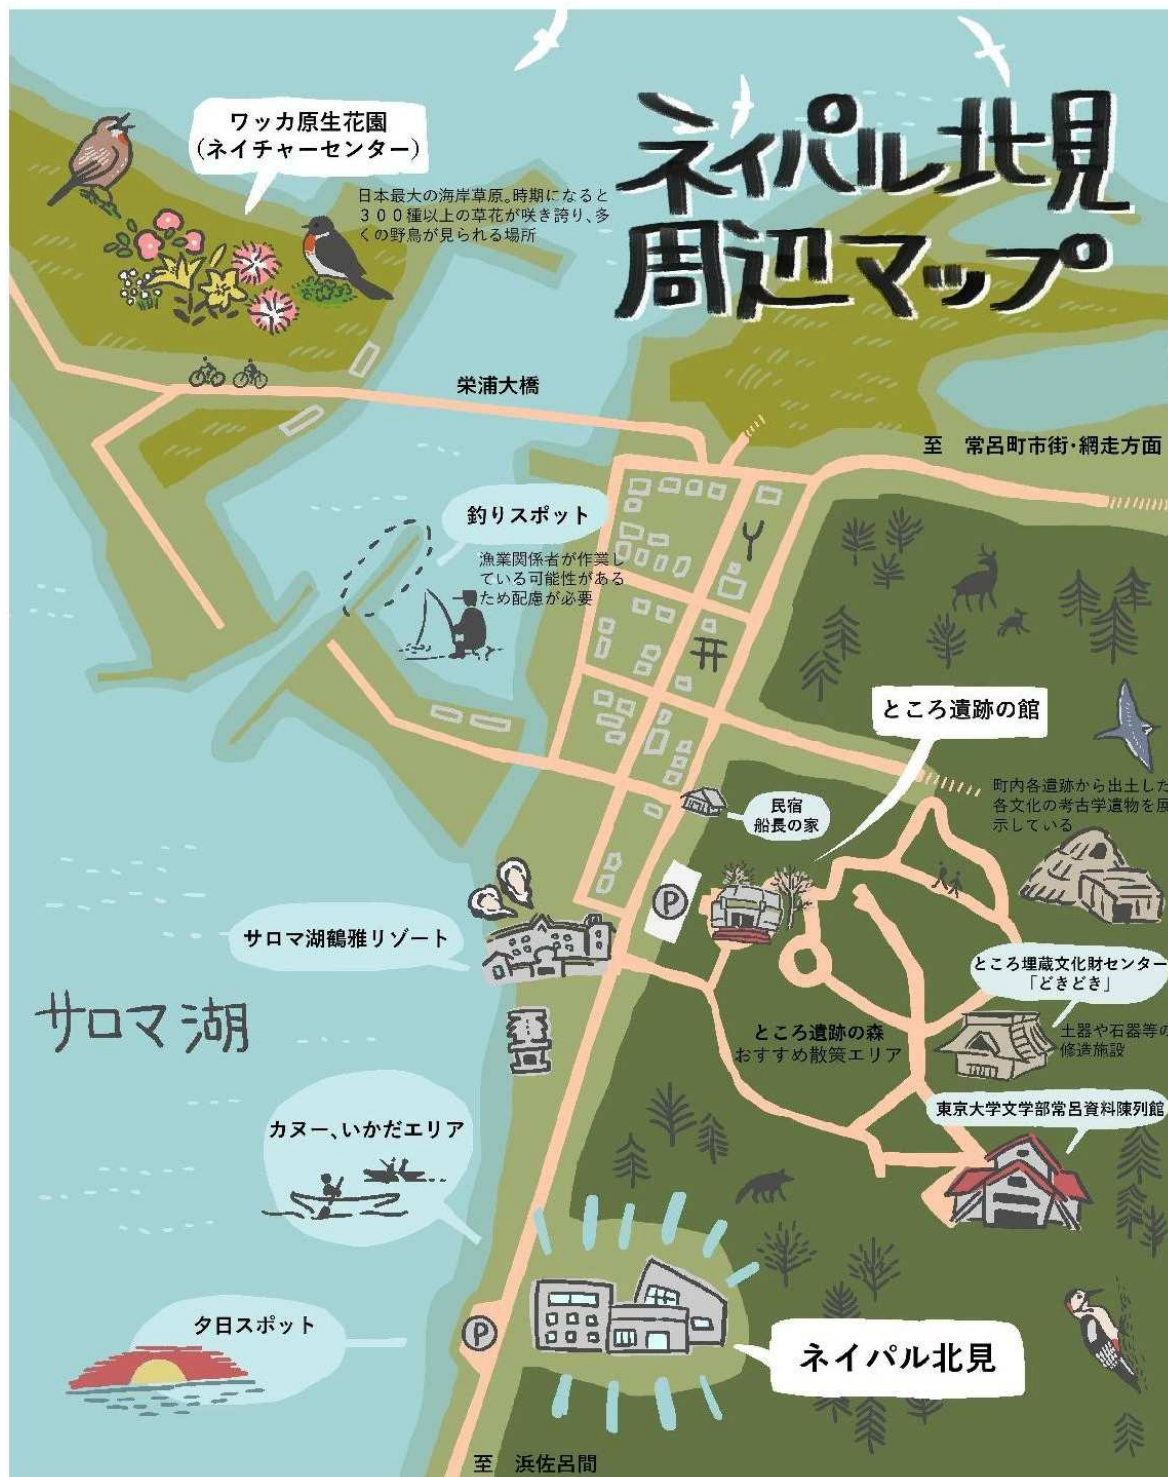 ネイパル北見
周辺マップ
ワッカ原生花園
(ネイチャーセンター)
日本最大の海岸草原。時期になると
３００種以上の草花が咲き誇り、多
くの野鳥が見られる場所
栄浦大橋
至　常呂町市街・網走方面
釣りスポット
漁業関係者が作業し
ている可能性がある
ため配慮が必要
ところ遺跡の館
町内各遺跡から出土した
各文化の考古学遺物を展
示している
民宿
船長の家
P
サロマ湖鶴雅リゾート
サロマ湖
ところ埋蔵文化財センター
「どきどき」
土器や石器等の
修造施設
ところ遺跡の森
おすすめ散策エリア
東京大学文学部常呂資料陳列館
カヌー、いかだエリア
夕日スポット
P
ネイパル北見
至　浜佐呂間